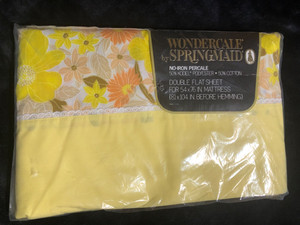 WONDERCALE®
by SPRINGMAID
NO-IRON PERCALE
50% KODEL® POLYESTER • 50% COTTON
DOUBLE FLAT SHEET
FOR 54 x 76 IN MATTRESS
(81 x 104 IN BEFORE HEMMING)